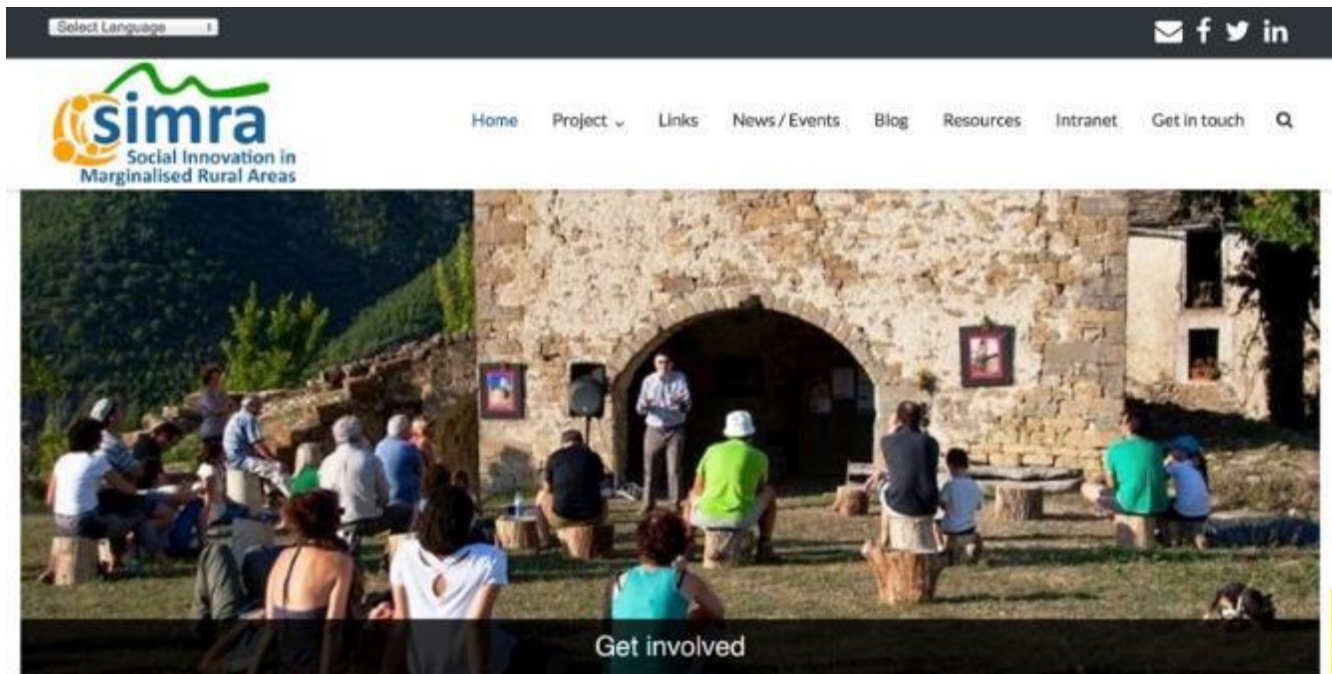 Select Language
Home Project Links News / Events Blog Resources Intranet Get in touch
simra
Social Innovation in
Marginalised Rural Areas
Get involved